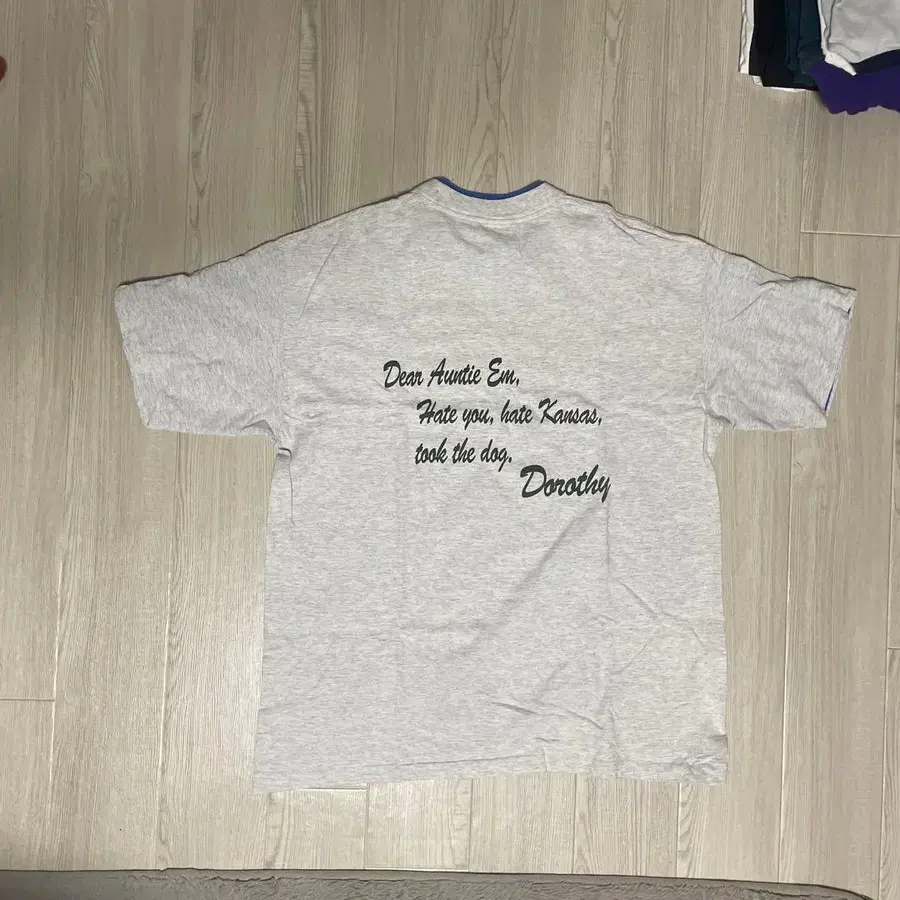 Dear Auntie Em,
Hate you, hate Kansas,
took the dog.
Dorothy